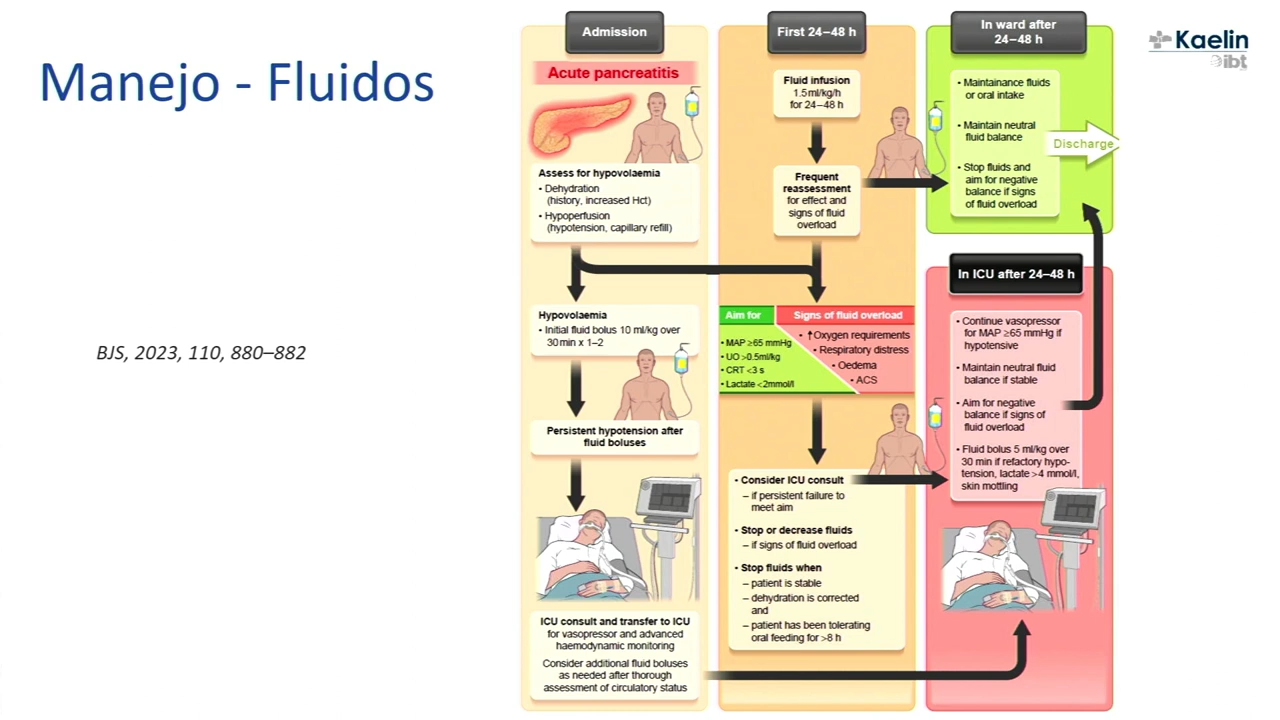 Manejo - Fluidos
BJS, 2023, 110, 880–882
Kaelin
ibt
Admission
Acute pancreatitis
Assess for hypovolaemia
• Dehydration
(history, increased Hct)
• Hypoperfusion
(hypotension, capillary refill)
Hypovolaemia
• Initial fluid bolus 10 ml/kg over
30 min x 1–2
Persistent hypotension after
fluid boluses
ICU consult and transfer to ICU
for vasopressor and advanced
haemodynamic monitoring
Consider additional fluid boluses
as needed after thorough
assessment of circulatory status
First 24–48 h
Fluid infusion
1.5 ml/kg/h
for 24–48 h
Frequent
reassessment
for effect and
signs of fluid
overload
Aim for
• MAP ≥65 mmHg
• UO >0.5ml/kg
• CRT <3 s
• Lactate <2mmol/l
Signs of fluid overload
• ↑Oxygen requirements
• Respiratory distress
• Oedema
• ACS
• Consider ICU consult
– if persistent failure to
meet aim
• Stop or decrease fluids
– if signs of fluid overload
• Stop fluids when
– patient is stable
– dehydration is corrected
and
– patient has been tolerating
oral feeding for >8 h
In ward after
24–48 h
• Maintainance fluids
or oral intake
• Maintain neutral
fluid balance
• Stop fluids and
aim for negative
balance if signs
of fluid overload
Discharge
In ICU after 24–48 h
• Continue vasopressor
for MAP ≥65 mmHg if
hypotensive
• Maintain neutral fluid
balance if stable
• Aim for negative
balance if signs of
fluid overload
• Fluid bolus 5 ml/kg over
30 min if refactory hypo-
tension, lactate >4 mmol/l,
skin mottling